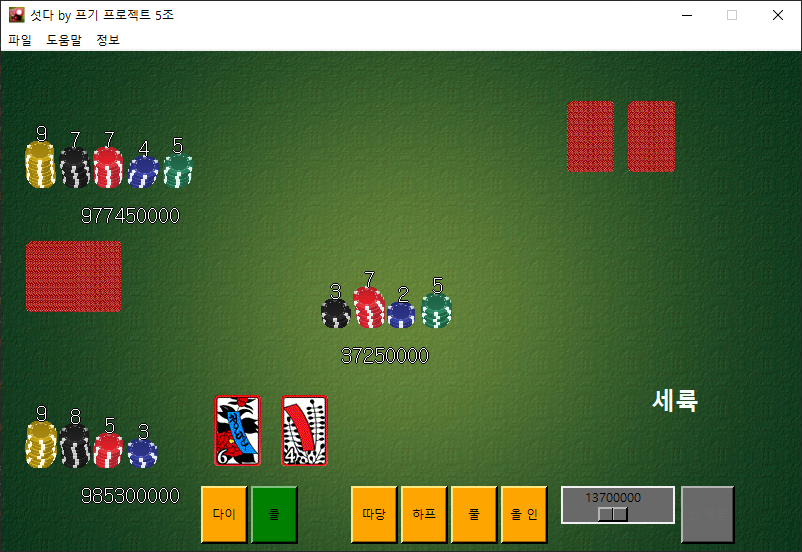 섯다 by 프기 프로젝트 5조
파일 도움말 정보
9 7 7 4 5
977450000
3 7 2 5
37250000
세륙
9 8 5 3
985300000
6 4
다이 콜 따당 하프 풀 올 인 13700000